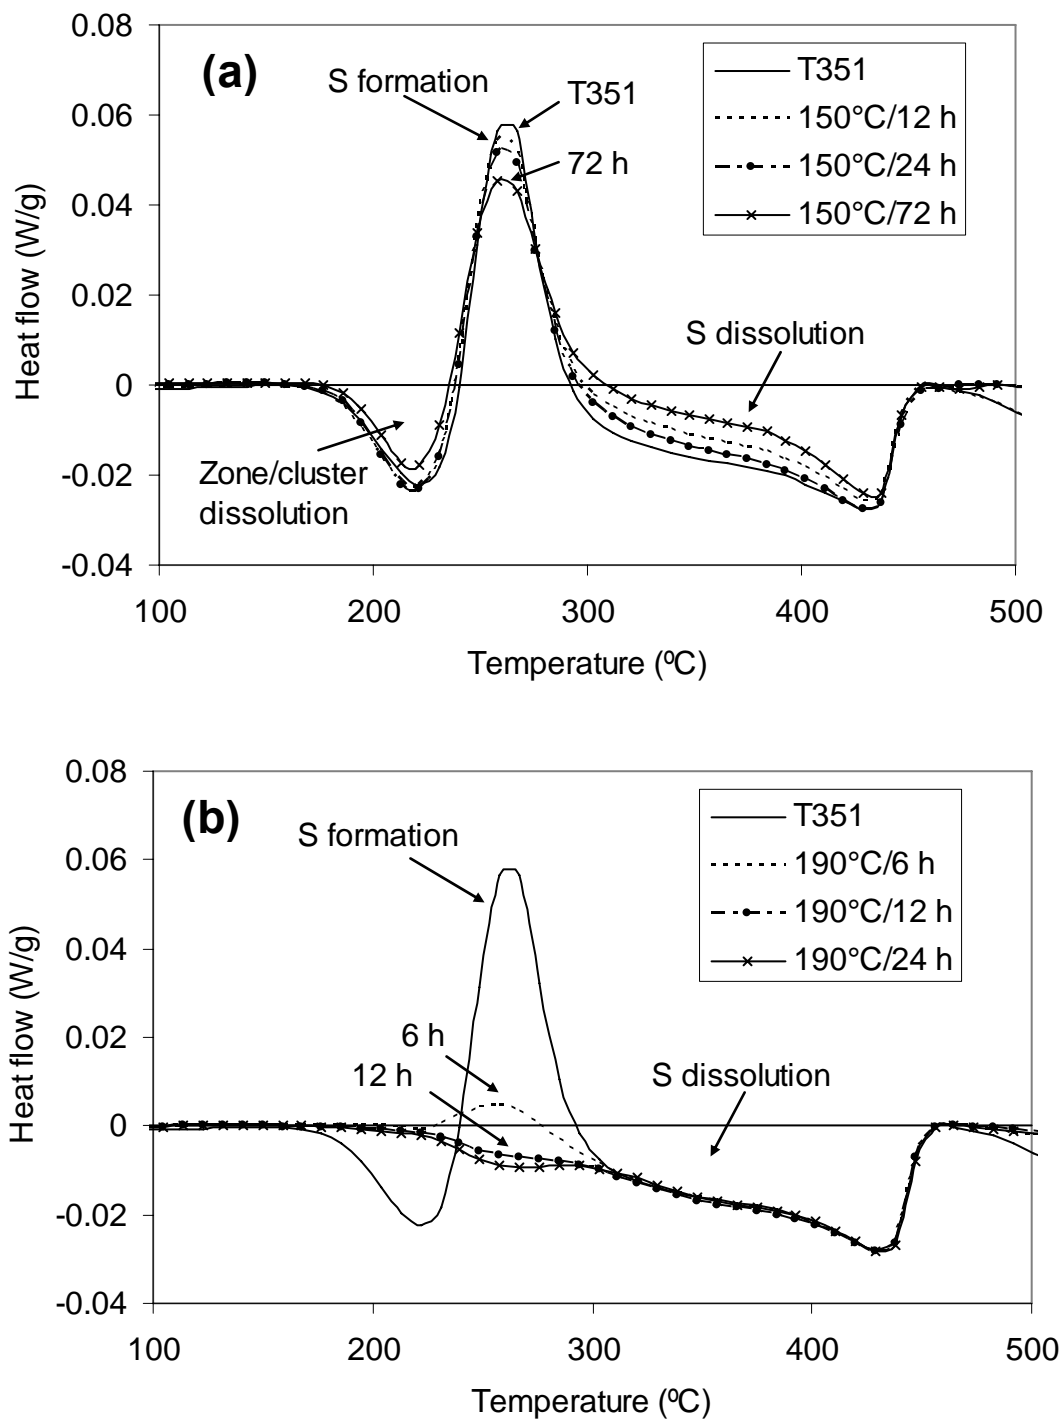 0.08
(a)
S formation
T351
72 h
T351
150°C/12 h
150°C/24 h
150°C/72 h
0.06
0.04
0.02
0
-0.02
-0.04
Heat flow (W/g)
S dissolution
Zone/cluster
dissolution
100
200
300
400
500
Temperature (ºC)
0.08
(b)
S formation
T351
190°C/6 h
190°C/12 h
190°C/24 h
0.06
0.04
0.02
0
-0.02
-0.04
Heat flow (W/g)
6 h
12 h
S dissolution
100
200
300
400
500
Temperature (ºC)